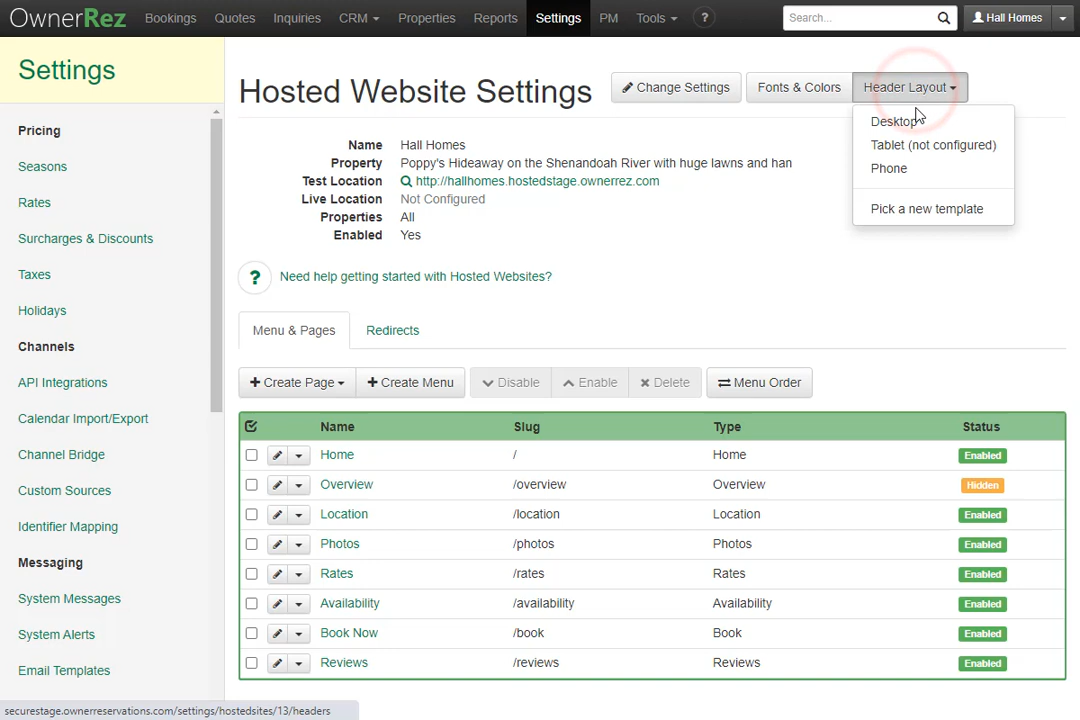 OwnerRez Bookings Quotes Inquiries CRM Properties Reports Settings PM Tools ? Search... Hall Homes
Settings
Pricing
Seasons
Rates
Surcharges & Discounts
Taxes
Holidays
Channels
API Integrations
Calendar Import/Export
Channel Bridge
Custom Sources
Identifier Mapping
Messaging
System Messages
System Alerts
Email Templates
Hosted Website Settings Change Settings Fonts & Colors Header Layout
Desktop
Tablet (not configured)
Phone
Pick a new template
Name Hall Homes
Property Poppy's Hideaway on the Shenandoah River with huge lawns and han
Test Location http://hallhomes.hostedstage.ownerrez.com
Live Location Not Configured
Properties All
Enabled Yes
? Need help getting started with Hosted Websites?
Menu & Pages Redirects
Create Page Create Menu Disable Enable Delete Menu Order
Name Slug Type Status
Home / Home Enabled
Overview /overview Overview Hidden
Location /location Location Enabled
Photos /photos Photos Enabled
Rates /rates Rates Enabled
Availability /availability Availability Enabled
Book Now /book Book Enabled
Reviews /reviews Reviews Enabled
securestage.ownerreservations.com/settings/hostedsites/13/headers